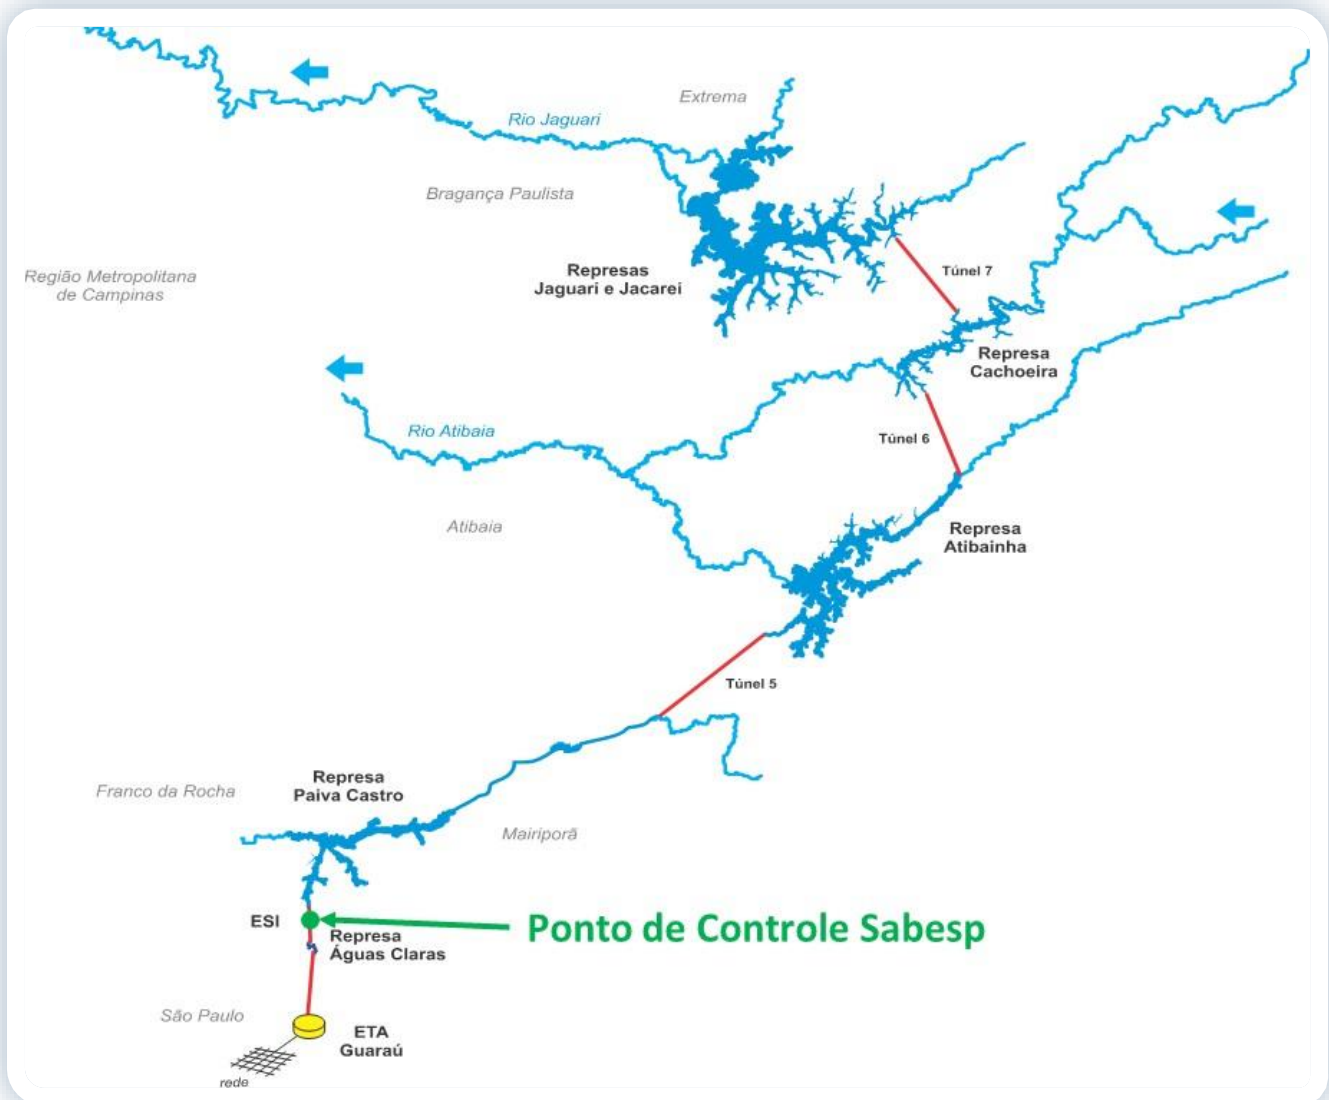 Extrema
Rio Jaguari
Bragança Paulista
Represas
Jaguari e Jacareí
Túnel 7
Região Metropolitana
de Campinas
Represa
Cachoeira
Rio Atibaia
Túnel 6
Atibaia
Represa
Atibainha
Túnel 5
Represa
Paiva Castro
Franco da Rocha
Mairiporã
ESI
Ponto de Controle Sabesp
Represa
Águas Claras
São Paulo
ETA
Guaraú
rede